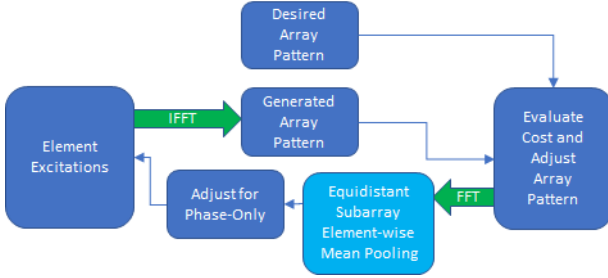 Desired
Array
Pattern
Element
Excitations
IFFT
Generated
Array
Pattern
Evaluate
Cost and
Adjust
Array
Pattern
FFT
Equidistant
Subarray
Element-wise
Mean Pooling
Adjust for
Phase-Only